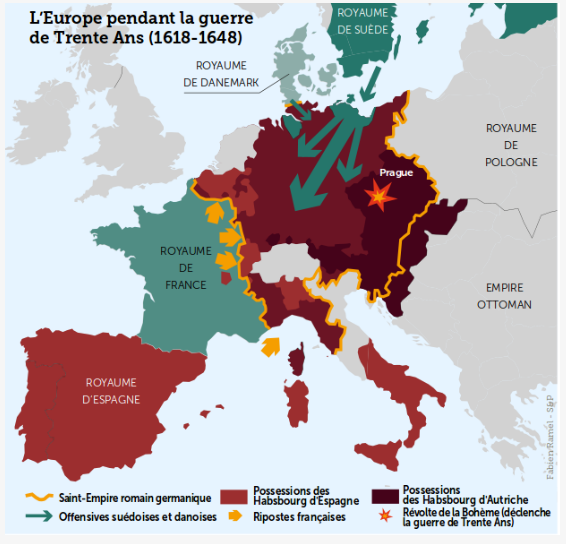 L'Europe pendant la guerre
de Trente Ans (1618-1648)
ROYAUME
DE SUÈDE
ROYAUME
DE DANEMARK
ROYAUME
DE
POLOGNE
Prague
ROYAUME
DE
FRANCE
EMPIRE
OTTOMAN
ROYAUME
D'ESPAGNE
Fabien Ramel - S&P
Saint-Empire romain germanique
Offensives suédoises et danoises
Possessions des
Habsbourg d'Espagne
Ripostes françaises
Possessions
des Habsbourg d'Autriche
Révolte de la Bohème (déclenche
la guerre de Trente Ans)